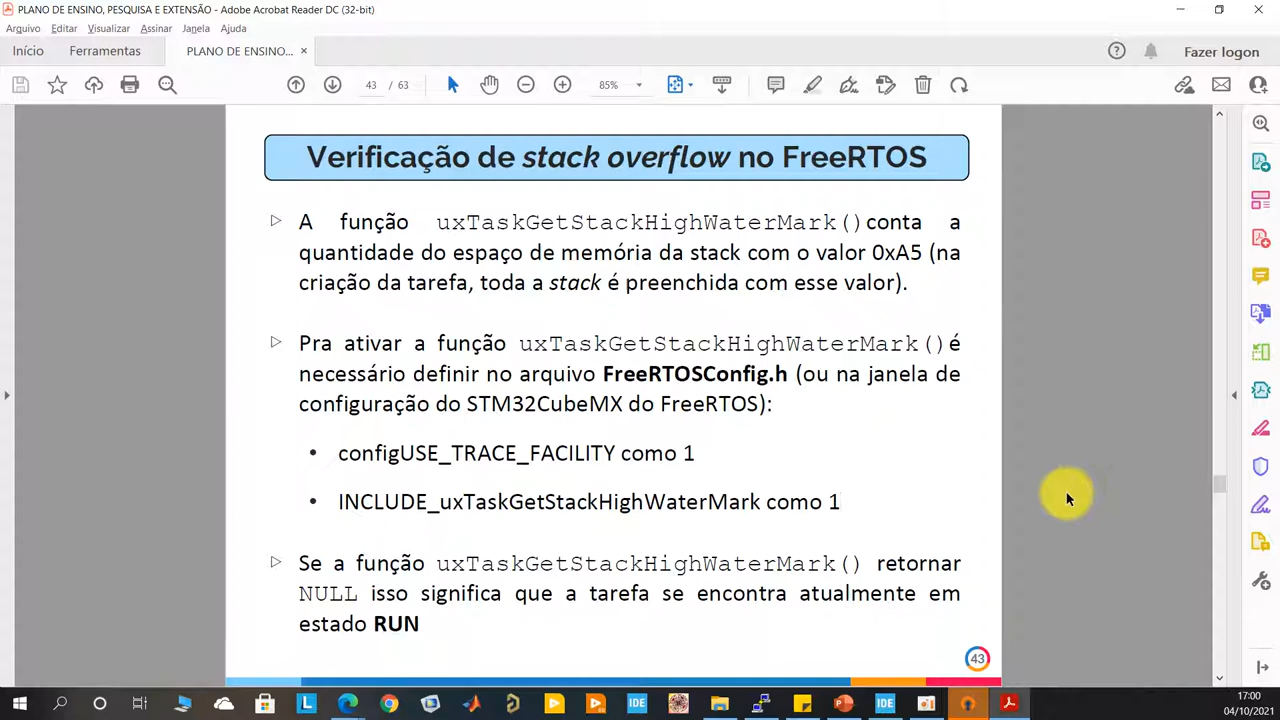 PLANO DE ENSINO, PESQUISA E EXTENSÃO - Adobe Acrobat Reader DC (32-bit)
Arquivo Editar Visualizar Assinar Janela Ajuda
Início Ferramentas PLANO DE ENSINO... × Fazer logon
43 / 63 85%
Verificação de stack overflow no FreeRTOS
A função uxTaskGetStackHighWaterMark() conta a
quantidade do espaço de memória da stack com o valor 0xA5 (na
criação da tarefa, toda a stack é preenchida com esse valor).
Pra ativar a função uxTaskGetStackHighWaterMark() é
necessário definir no arquivo FreeRTOSConfig.h (ou na janela de
configuração do STM32CubeMX do FreeRTOS):
• configUSE_TRACE_FACILITY como 1
• INCLUDE_uxTaskGetStackHighWaterMark como 1
Se a função uxTaskGetStackHighWaterMark() retornar
NULL isso significa que a tarefa se encontra atualmente em
estado RUN
43
L IDE IDE
17:00
04/10/2021